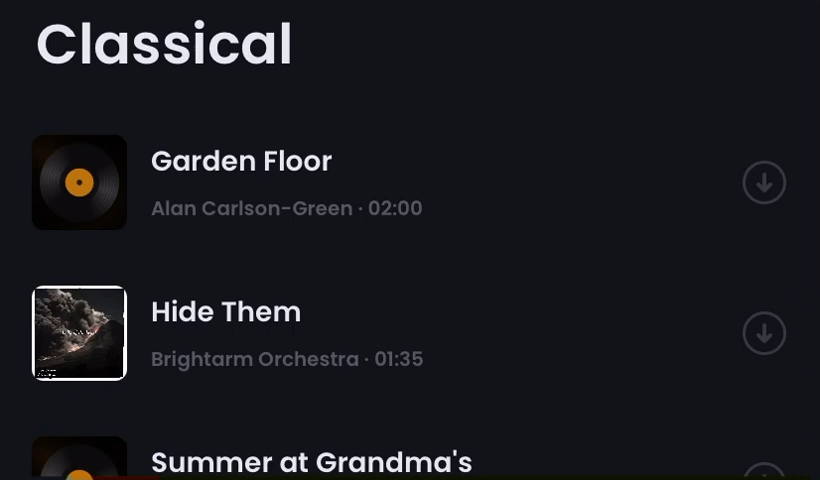 Classical
Garden Floor
Alan Carlson-Green · 02:00
Hide Them
Brightarm Orchestra · 01:35
Summer at Grandma's